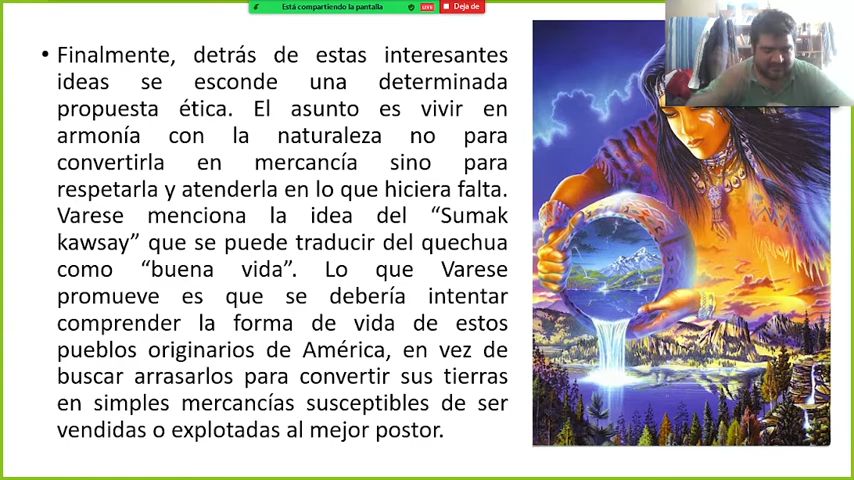 Está compartiendo la pantalla
LIVE
Deja de
• Finalmente, detrás de estas interesantes
ideas se esconde una determinada
propuesta ética. El asunto es vivir en
armonía con la naturaleza no para
convertirla en mercancía sino para
respetarla y atenderla en lo que hiciera falta.
Varese menciona la idea del “Sumak
kawsay” que se puede traducir del quechua
como “buena vida”. Lo que Varese
promueve es que se debería intentar
comprender la forma de vida de estos
pueblos originarios de América, en vez de
buscar arrasarlos para convertir sus tierras
en simples mercancías susceptibles de ser
vendidas o explotadas al mejor postor.